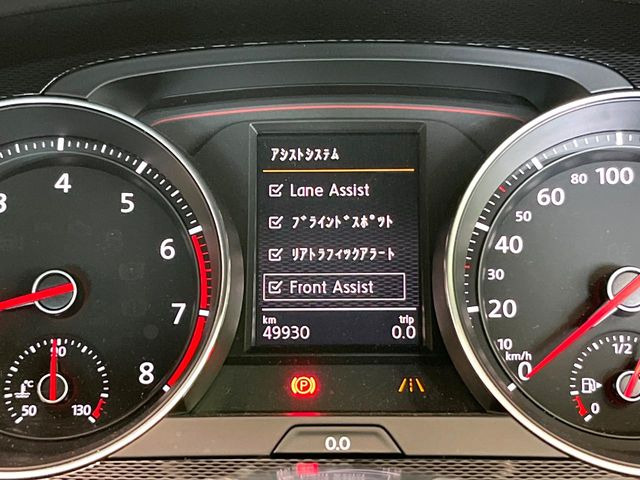 アシストシステム
Lane Assist
ブラインドスポット
リアトラフィックアラート
Front Assist
km
trip
49930
0.0
3
4
5
6
7
8
50
90
130
°C
0
10
20
30
40
50
60
80
100
km/h
1/2
0
P
0.0